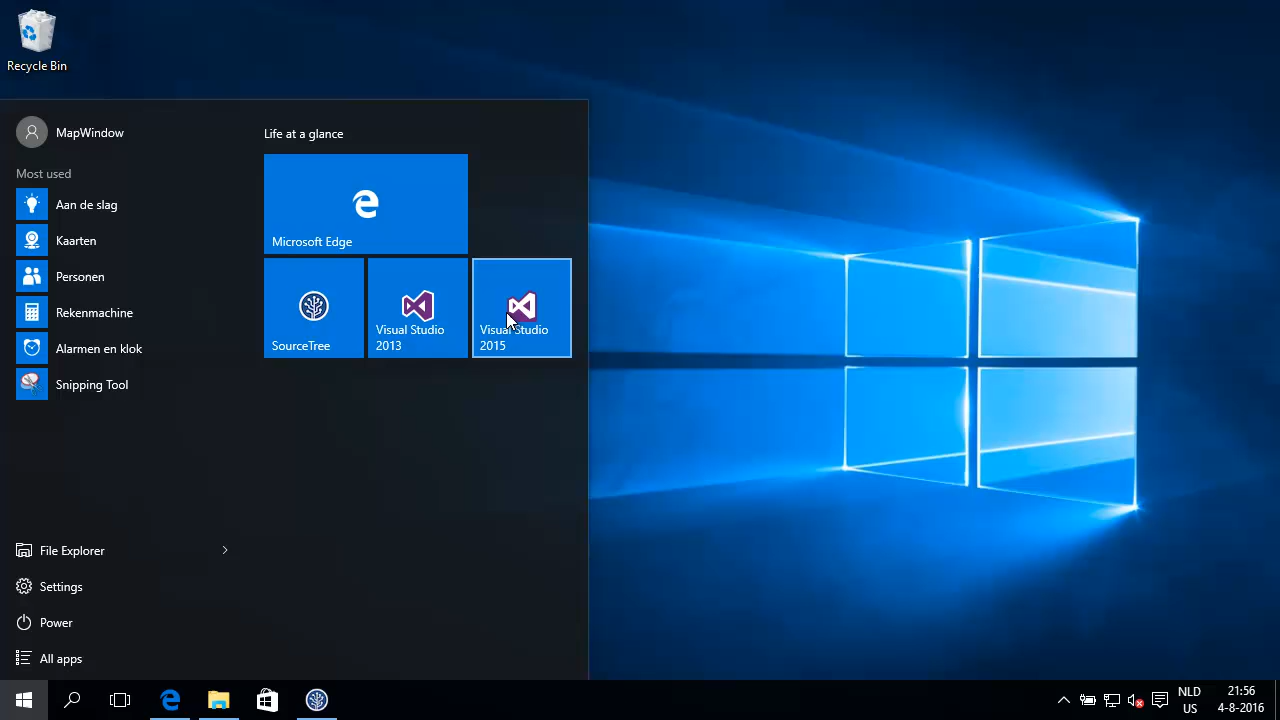 Recycle Bin
MapWindow
Most used
Aan de slag
Kaarten
Personen
Rekenmachine
Alarmen en klok
Snipping Tool
File Explorer
Settings
Power
All apps
Life at a glance
Microsoft Edge
SourceTree
Visual Studio
2013
Visual Studio
2015
NLD
US
21:56
4-8-2016